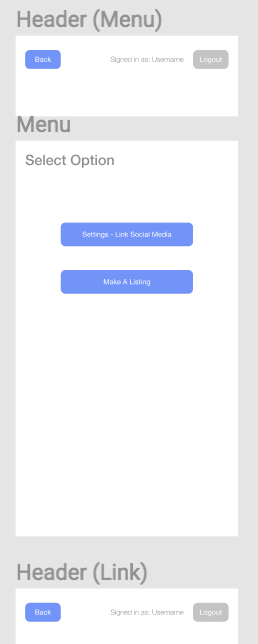 Header (Menu)
Back Signed in as: Username Logout
Menu
Select Option
Settings - Link Social Media
Make A Listing
Header (Link)
Back Signed in as: Username Logout